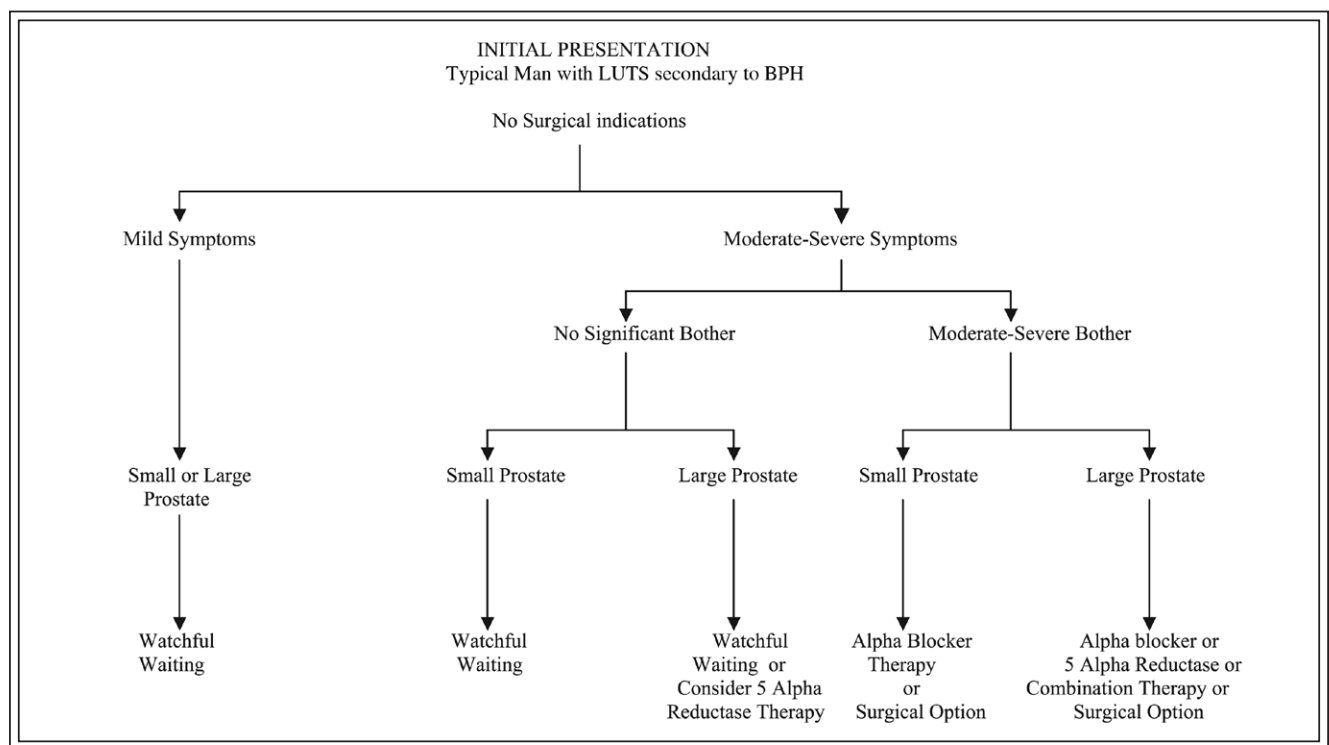 INITIAL PRESENTATION
Typical Man with LUTS secondary to BPH
No Surgical indications
Mild Symptoms
Moderate-Severe Symptoms
No Significant Bother
Moderate-Severe Bother
Small or Large
Prostate
Small Prostate
Large Prostate
Small Prostate
Large Prostate
Watchful
Waiting
Watchful
Waiting
Watchful
Waiting or
Consider 5 Alpha
Reductase Therapy
Alpha Blocker
Therapy
or
Surgical Option
Alpha blocker or
5 Alpha Reductase or
Combination Therapy or
Surgical Option